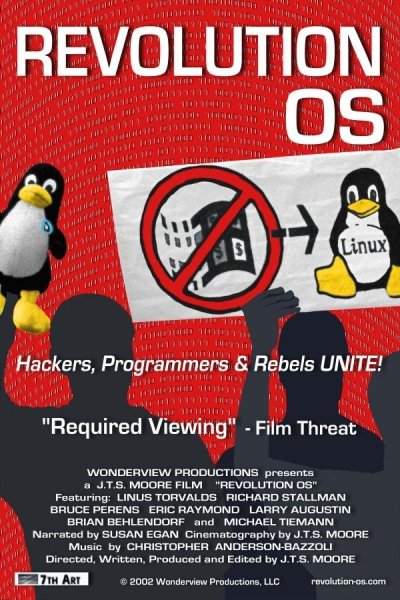 REVOLUTION
OS
Linux
$ $
Hackers, Programmers & Rebels UNITE!
"Required Viewing" - Film Threat
WONDERVIEW PRODUCTIONS presents
a J.T.S. MOORE FILM "REVOLUTION OS"
Featuring: LINUS TORVALDS RICHARD STALLMAN
BRUCE PERENS ERIC RAYMOND LARRY AUGUSTIN
BRIAN BEHLENDORF and MICHAEL TIEMANN
Narrated by SUSAN EGAN Cinematography by J.T.S. MOORE
Music by CHRISTOPHER ANDERSON-BAZZOLI
Directed, Written, Produced and Edited by J.T.S. MOORE
7TH ART
© 2002 Wonderview Productions, LLC
revolution-os.com